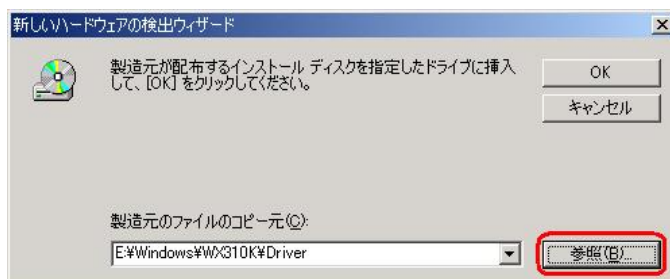 新しいハードウェアの検出ウィザード
製造元が配布するインストール ディスクを指定したドライブに挿入
して、[OK] をクリックしてください。
OK
キャンセル
製造元のファイルのコピー元(C):
E:¥Windows¥WX310K¥Driver
参照(B)...